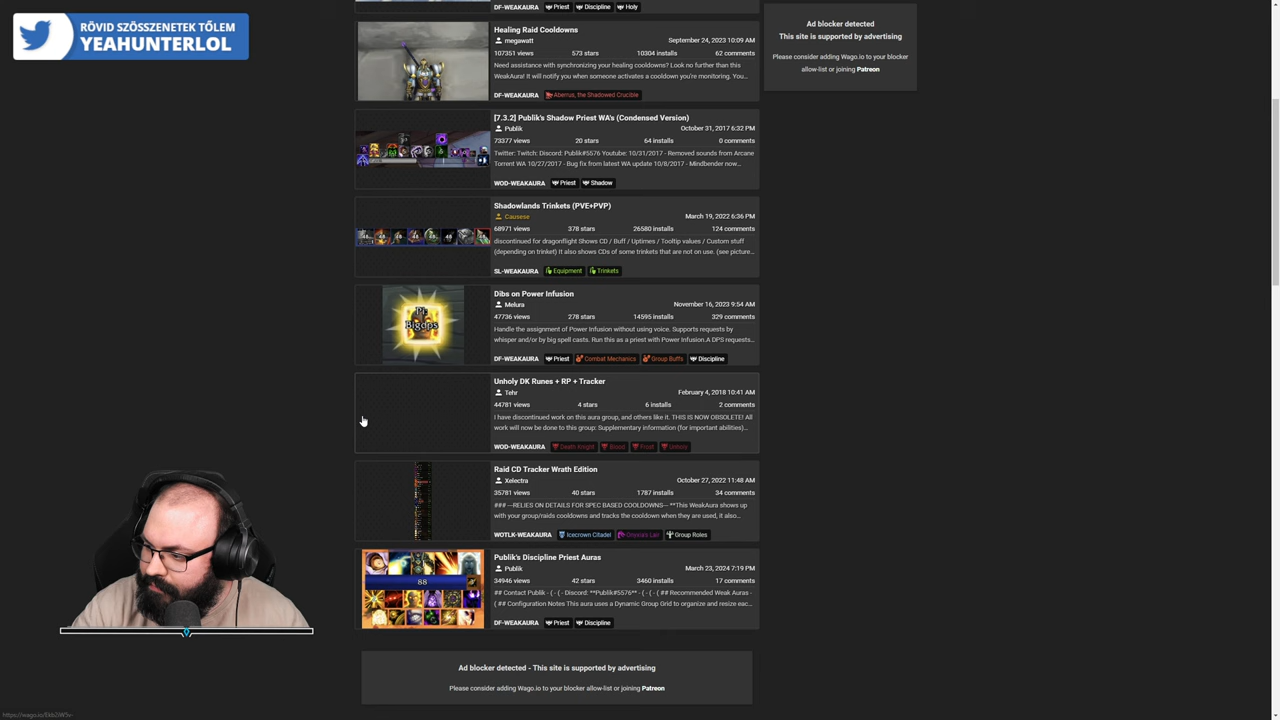 RÖVID SZÖSSZENETEK TŐLEM
YEAHUNTERLOL
DF-WEAKAURA Priest Discipline Holy
Healing Raid Cooldowns
megawatt September 24, 2023 10:09 AM
107351 views 573 stars 10304 installs 62 comments
Need assistance with synchronizing your healing cooldowns? Look no further than this
WeakAura! It will notify you when someone activates a cooldown you're monitoring. You...
DF-WEAKAURA Aberrus, the Shadowed Crucible
[7.3.2] Publik's Shadow Priest WA's (Condensed Version)
Publik October 31, 2017 6:32 PM
73377 views 20 stars 64 installs 0 comments
Twitter: Twitch: Discord: Publik#5576 Youtube: 10/31/2017 - Removed sounds from Arcane
Torrent WA 10/27/2017 - Bug fix from latest WA update 10/8/2017 - Mindbender now...
WOD-WEAKAURA Priest Shadow
Shadowlands Trinkets (PVE+PVP)
Causese March 19, 2022 6:36 PM
68971 views 378 stars 26580 installs 124 comments
discontinued for dragonflight Shows CD / Buff / Uptimes / Tooltip values / Custom stuff
(depending on trinket) It also shows CDs of some trinkets that are not on use. (see picture...
SL-WEAKAURA Equipment Trinkets
PI:
Bigdps
Dibs on Power Infusion
Melura November 16, 2023 9:54 AM
47736 views 278 stars 14595 installs 329 comments
Handle the assignment of Power Infusion without using voice. Supports requests by
whisper and/or by big spell casts. Run this as a priest with Power Infusion.A DPS requests...
DF-WEAKAURA Priest Combat Mechanics Group Buffs Discipline
Unholy DK Runes + RP + Tracker
Tehr February 4, 2018 10:41 AM
44781 views 4 stars 6 installs 2 comments
I have discontinued work on this aura group, and others like it. THIS IS NOW OBSOLETE! All
work will now be done to this group: Supplementary information (for important abilities)...
WOD-WEAKAURA Death Knight Blood Frost Unholy
Raid CD Tracker Wrath Edition
Xelectra October 27, 2022 11:48 AM
35781 views 40 stars 1787 installs 34 comments
### ---RELIES ON DETAILS FOR SPEC BASED COOLDOWNS--- **This WeakAura shows up
with your group/raids cooldowns and tracks the cooldown when they are used, it also...
WOTLK-WEAKAURA Icecrown Citadel Onyxia's Lair Group Roles
88
Publik's Discipline Priest Auras
Publik March 23, 2024 7:19 PM
34946 views 42 stars 3460 installs 17 comments
## Contact Publik - ( - ( - Discord: **Publik#5576** - ( - ( - ( ## Recommended Weak Auras -
( ## Configuration Notes This aura uses a Dynamic Group Grid to organize and resize eac...
DF-WEAKAURA Priest Discipline
Ad blocker detected - This site is supported by advertising
Please consider adding Wago.io to your blocker allow-list or joining Patreon
Ad blocker detected
This site is supported by advertising
Please consider adding Wago.io to your blocker
allow-list or joining Patreon